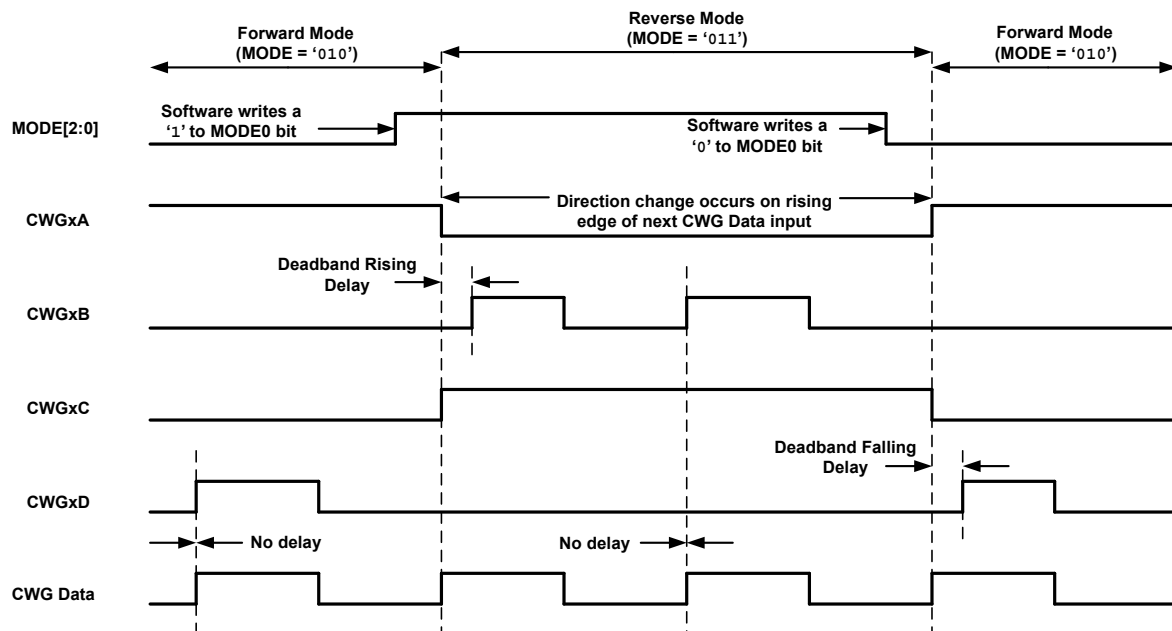 Forward Mode
(MODE = ‘010’)
Reverse Mode
(MODE = ‘011’)
Forward Mode
(MODE = ‘010’)
MODE[2:0]
Software writes a
‘1’ to MODE0 bit
Software writes a
‘0’ to MODE0 bit
CWGxA
Direction change occurs on rising
edge of next CWG Data input
Deadband Rising
Delay
CWGxB
CWGxC
Deadband Falling
Delay
CWGxD
No delay
No delay
CWG Data